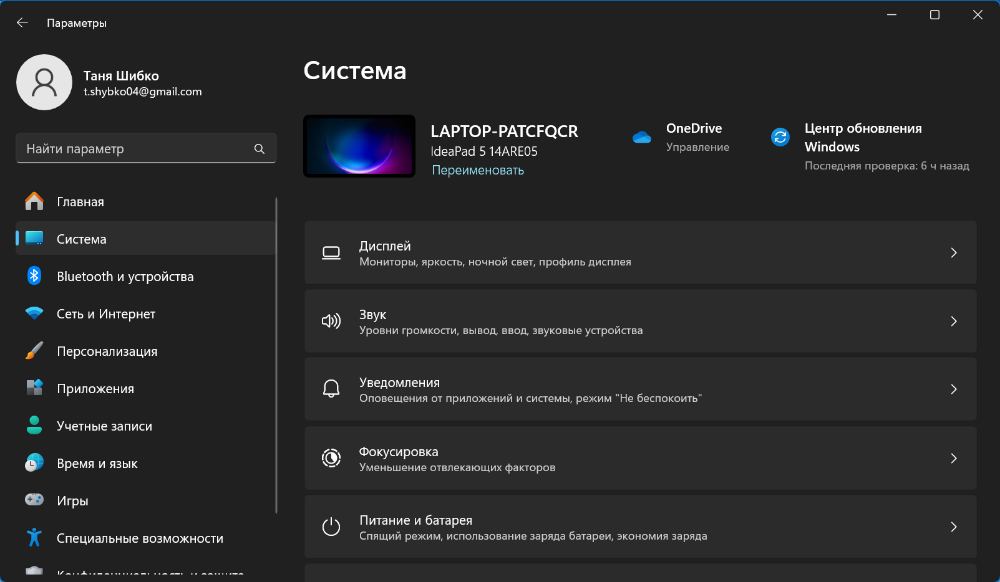 Параметры
Таня Шибко
t.shybko04@gmail.com
Найти параметр
Главная
Система
Bluetooth и устройства
Сеть и Интернет
Персонализация
Приложения
Учетные записи
Время и язык
Игры
Специальные возможности
Конфиденциальность и защита
Система
LAPTOP-PATCFQCR
IdeaPad 5 14ARE05
Переименовать
OneDrive
Управление
Центр обновления
Windows
Последняя проверка: 6 ч назад
Дисплей
Мониторы, яркость, ночной свет, профиль дисплея
Звук
Уровни громкости, вывод, ввод, звуковые устройства
Уведомления
Оповещения от приложений и системы, режим "Не беспокоить"
Фокусировка
Уменьшение отвлекающих факторов
Питание и батарея
Спящий режим, использование заряда батареи, экономия заряда